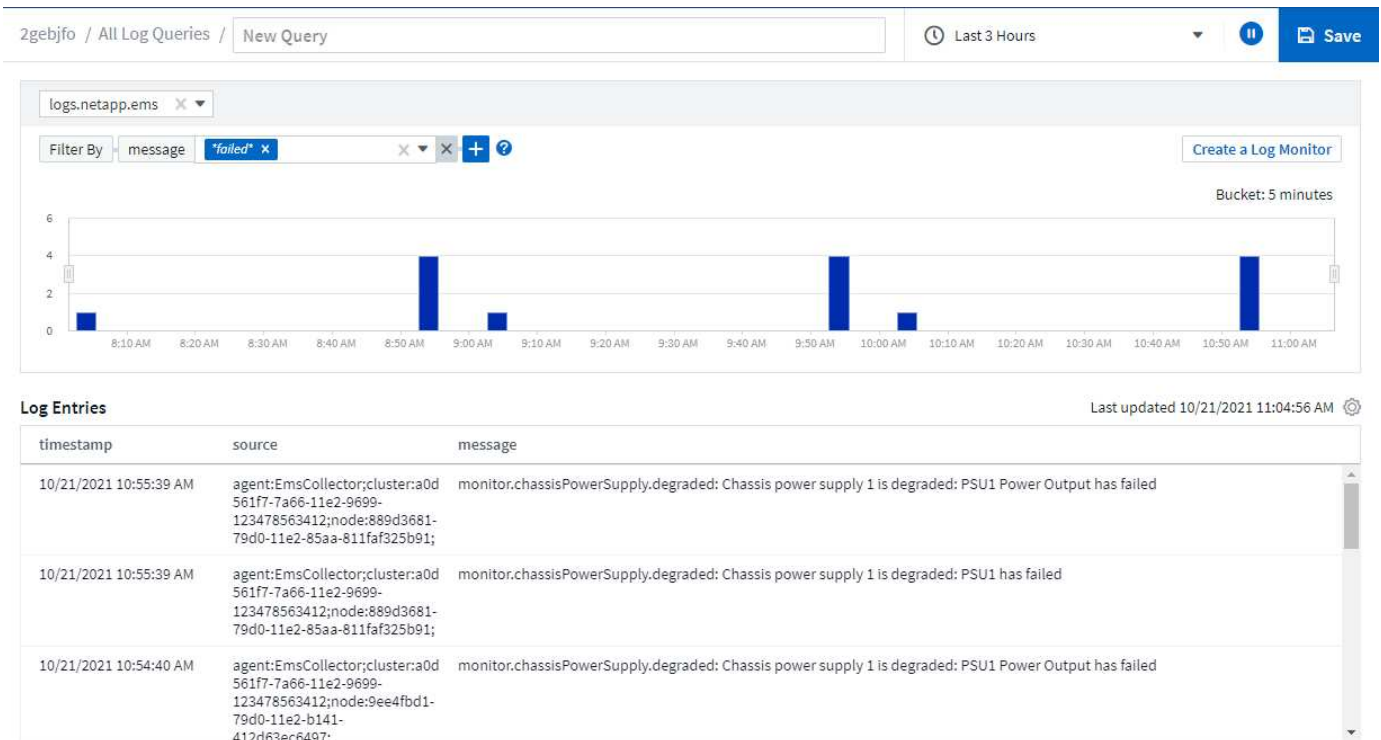 2gebjfo / All Log Queries / New Query
Last 3 Hours
Save
logs.netapp.ems
Filter By message *failed* x
Create a Log Monitor
Bucket: 5 minutes
6
4
2
0
8:10 AM 8:20 AM 8:30 AM 8:40 AM 8:50 AM 9:00 AM 9:10 AM 9:20 AM 9:30 AM 9:40 AM 9:50 AM 10:00 AM 10:10 AM 10:20 AM 10:30 AM 10:40 AM 10:50 AM 11:00 AM
Log Entries
Last updated 10/21/2021 11:04:56 AM
timestamp source message
10/21/2021 10:55:39 AM agent:EmsCollector;cluster:a0d monitor.chassisPowerSupply.degraded: Chassis power supply 1 is degraded: PSU1 Power Output has failed
561f7-7a66-11e2-9699-
123478563412;node:889d3681-
79d0-11e2-85aa-811faf325b91;
10/21/2021 10:55:39 AM agent:EmsCollector;cluster:a0d monitor.chassisPowerSupply.degraded: Chassis power supply 1 is degraded: PSU1 has failed
561f7-7a66-11e2-9699-
123478563412;node:889d3681-
79d0-11e2-85aa-811faf325b91;
10/21/2021 10:54:40 AM agent:EmsCollector;cluster:a0d monitor.chassisPowerSupply.degraded: Chassis power supply 1 is degraded: PSU1 Power Output has failed
561f7-7a66-11e2-9699-
123478563412;node:9ee4fbd1-
79d0-11e2-b141-
412d63ec6497;